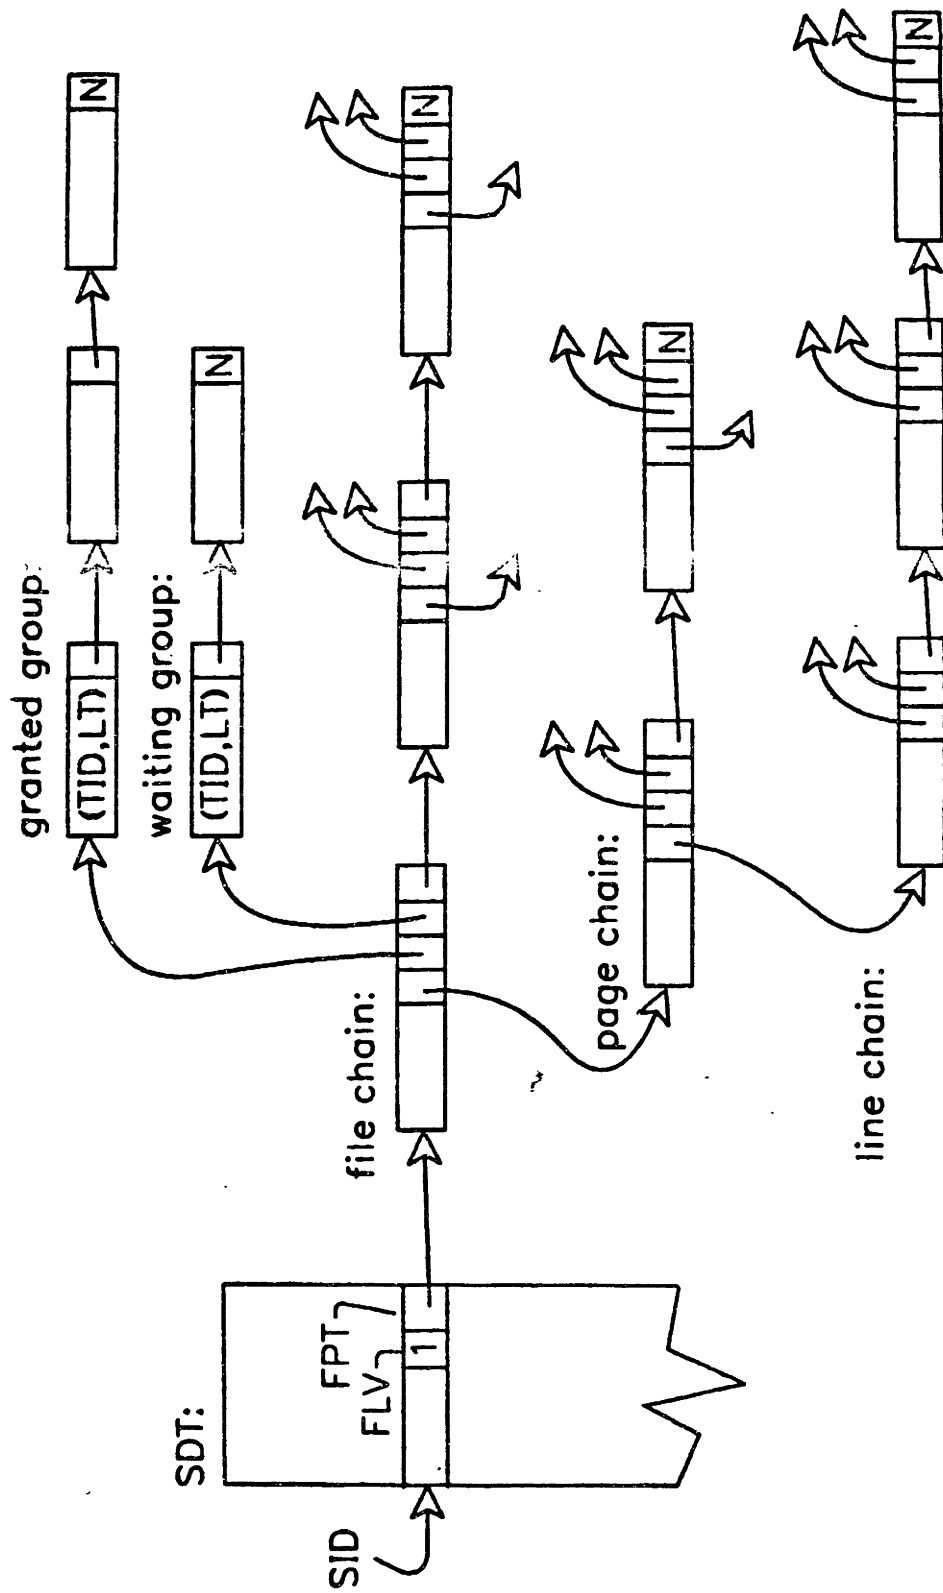 granted group:
(TID,LT)
N
waiting group:
(TID,LT)
N
file chain:
N
page chain:
N
line chain:
N
SDT:
FPT
FLV
1
SID